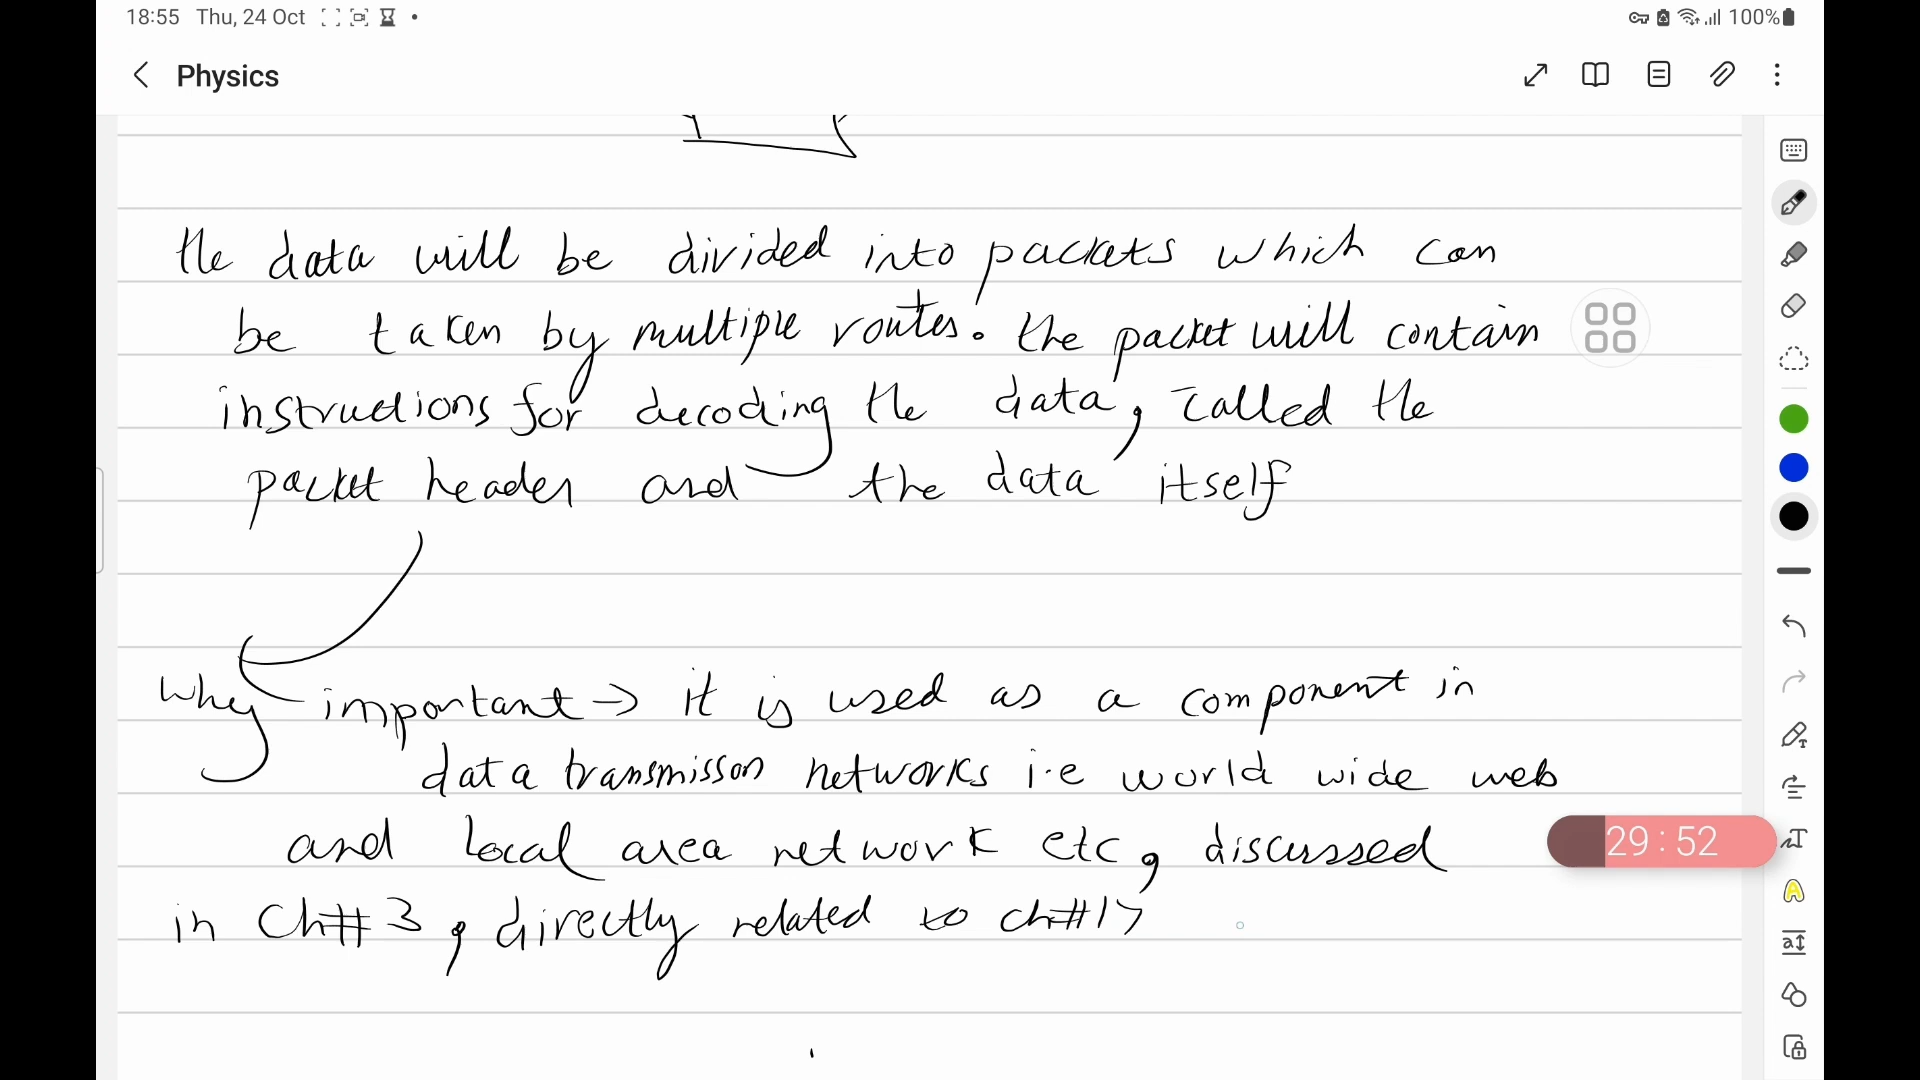 18:55 Thu, 24 Oct
100%
Physics
the data will be divided into packets which can
be taken by multiple routes. the packet will contain
instructions for decoding the data, called the
packet header and the data itself
Why important → it is used as a component in
data transmisson networks i.e world wide web
and Local area network etc, discussed
29:52
in Ch# 3, directly related to ch#17